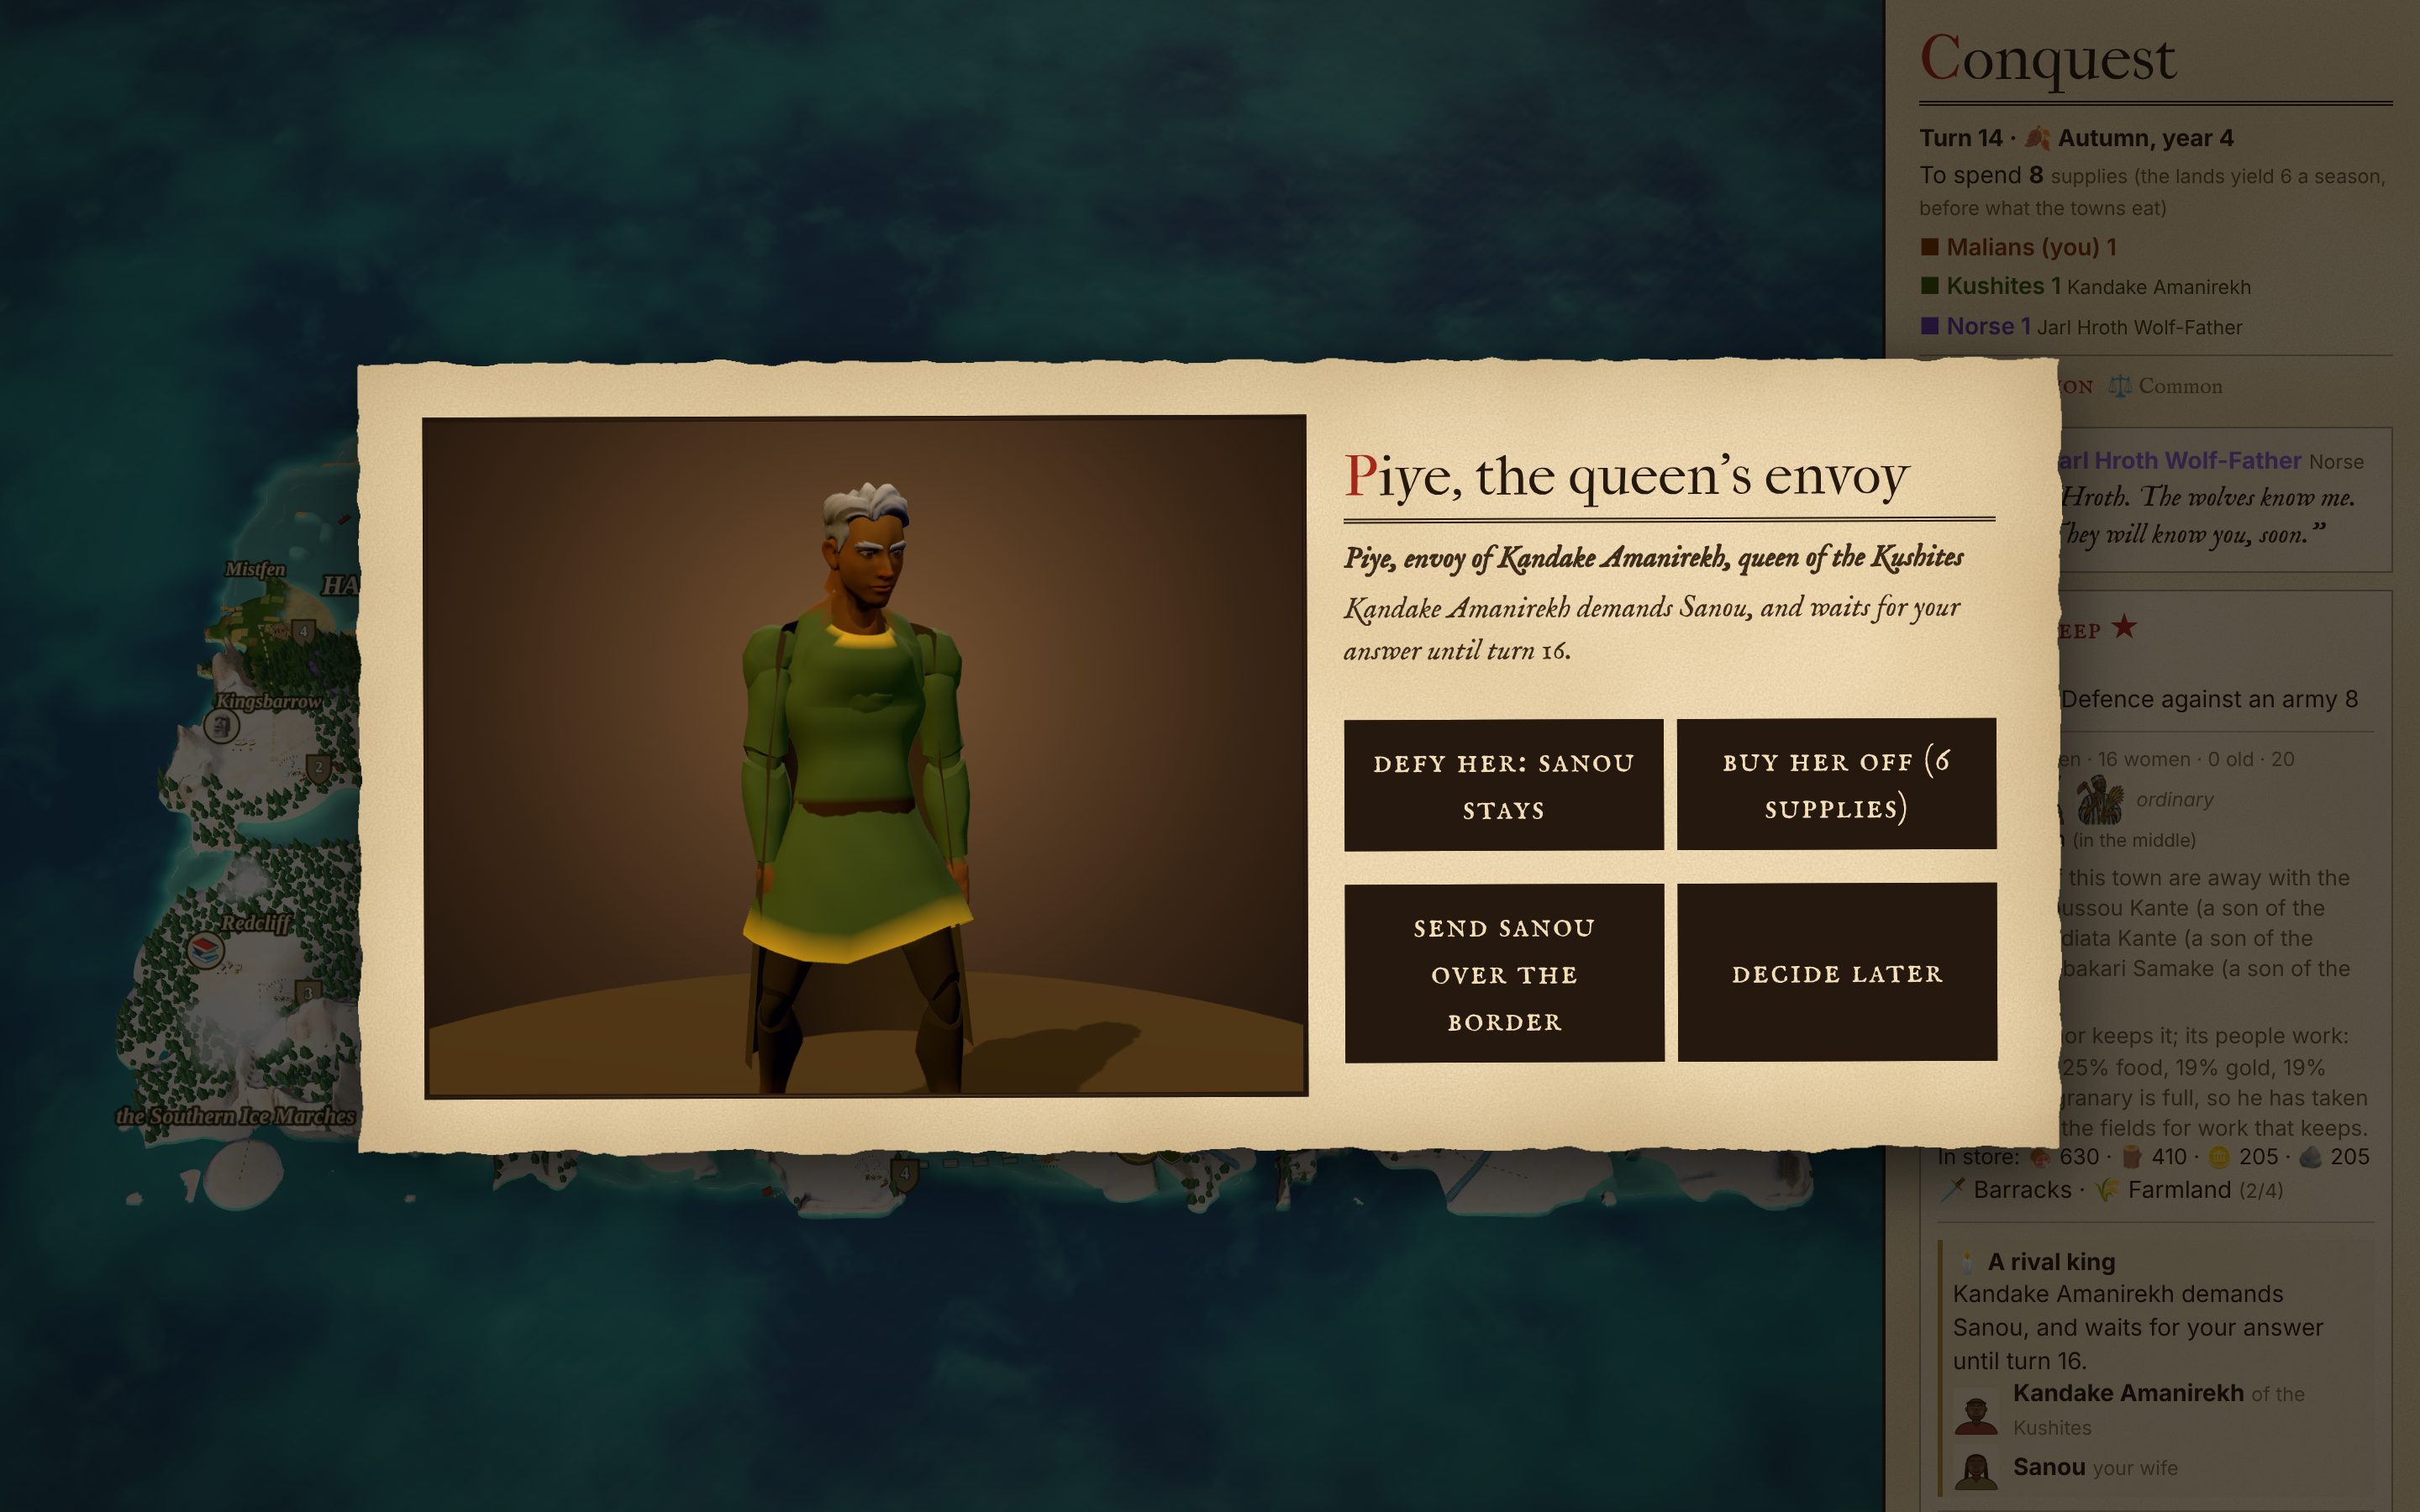 Conquest
Turn 14 · Autumn, year 4
To spend 8 supplies (the lands yield 6 a season,
before what the towns eat)
Malians (you) 1
Kushites 1 Kandake Amanirekh
Norse 1 Jarl Hroth Wolf-Father
Common
Hroth Wolf-Father Norse
Hroth. The wolves know me.
will know you, soon.”
Defence against an army 8
· 16 women · 0 old · 20
ordinary
(in the middle)
this town are away with the
Kante (a son of the
Kante (a son of the
Samake (a son of the
keeps it; its people work:
25% food, 19% gold, 19%
is full, so he has taken
the fields for work that keeps.
In store: 630 · 410 · 205 · 205
Barracks · Farmland (2/4)
A rival king
Kandake Amanirekh demands
Sanou, and waits for your answer
until turn 16.
Kandake Amanirekh of the
Kushites
Sanou your wife
Piye, the queen’s envoy
Piye, envoy of Kandake Amanirekh, queen of the Kushites
Kandake Amanirekh demands Sanou, and waits for your
answer until turn 16.
DEFY HER: SANOU
STAYS
BUY HER OFF (6
SUPPLIES)
SEND SANOU
OVER THE
BORDER
DECIDE LATER
Mistfen
4
Kingsbarrow
2
Redcliff
3
the Southern Ice Marches
4